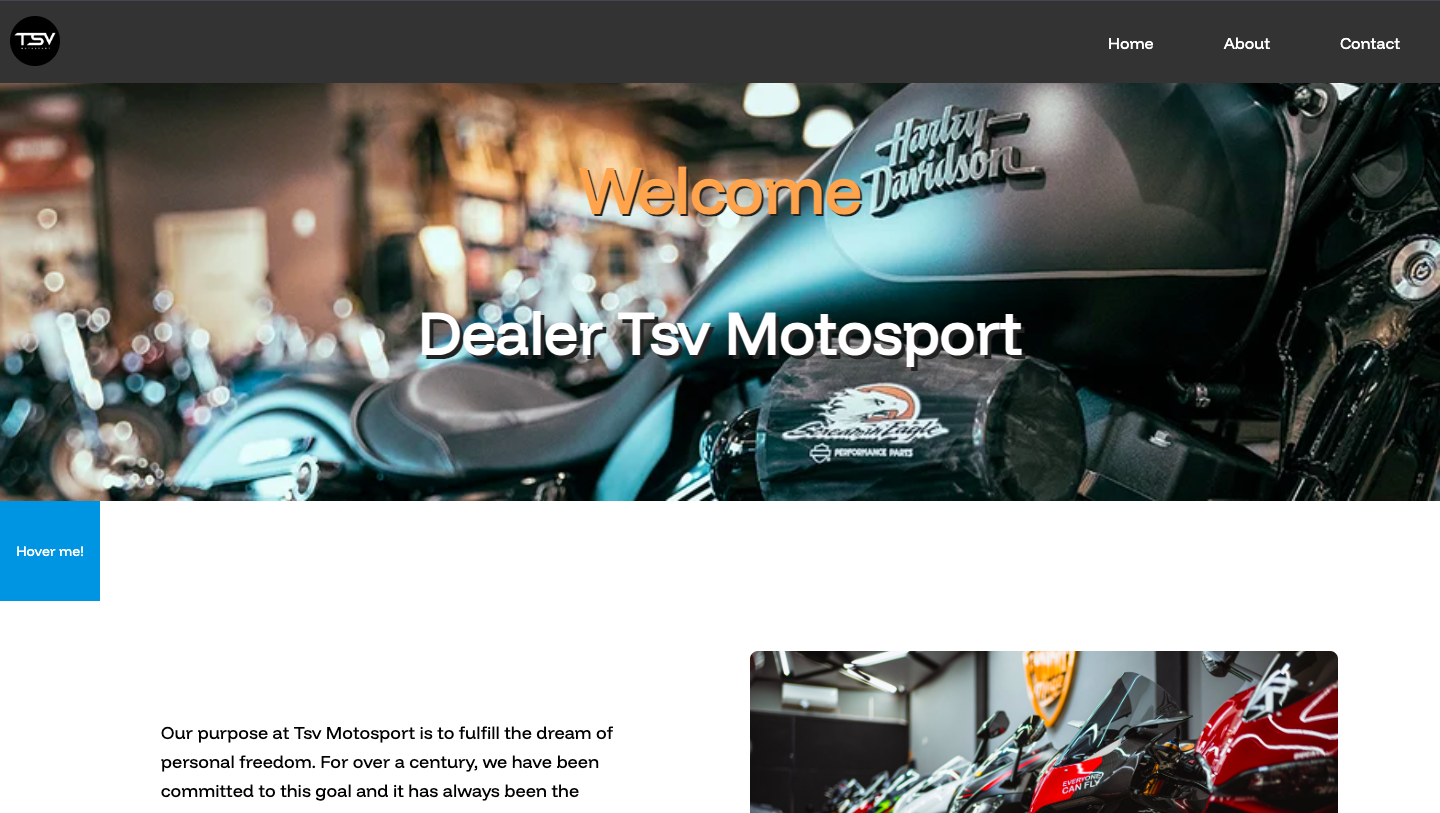 TSV
Home
About
Contact
Harley
Davidson
Welcome
Dealer Tsv Motosport
Screamin' Eagle
PERFORMANCE PARTS
Hover me!
Our purpose at Tsv Motosport is to fulfill the dream of
personal freedom. For over a century, we have been
committed to this goal and it has always been the
EVERYONE
CAN FLY